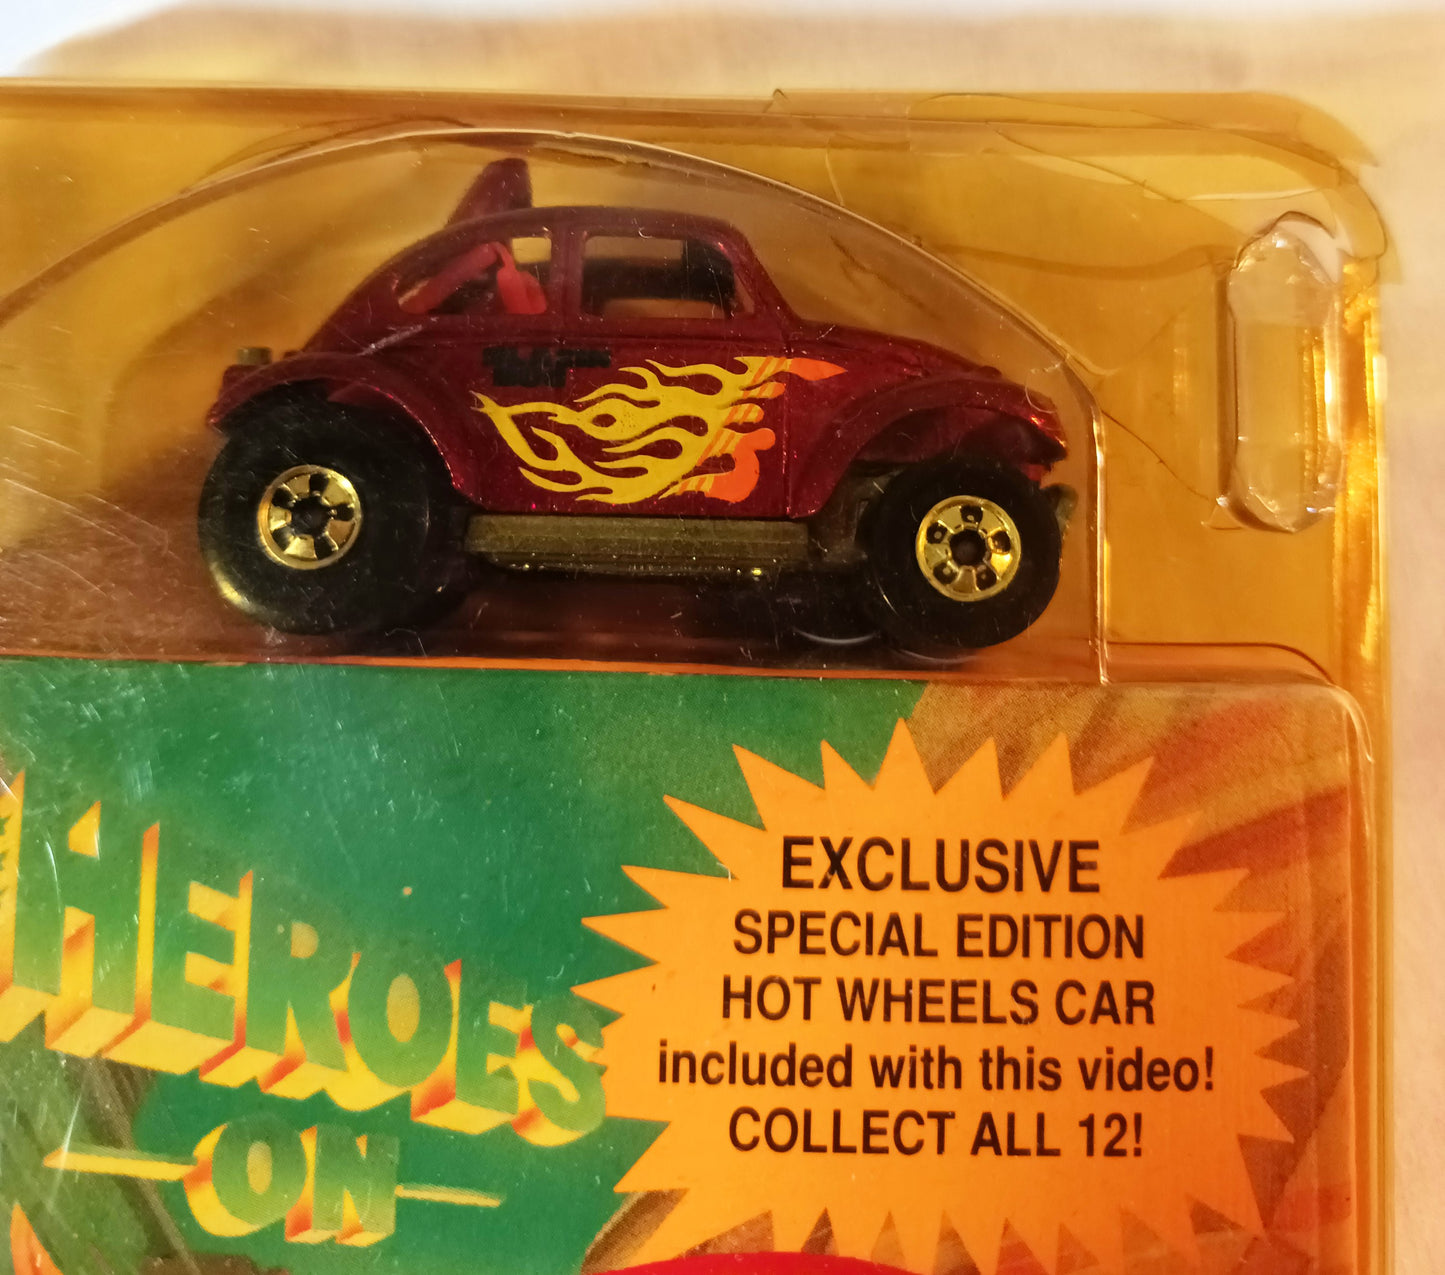 HEROES
ON
EXCLUSIVE
SPECIAL EDITION
HOT WHEELS CAR
included with this video!
COLLECT ALL 12!